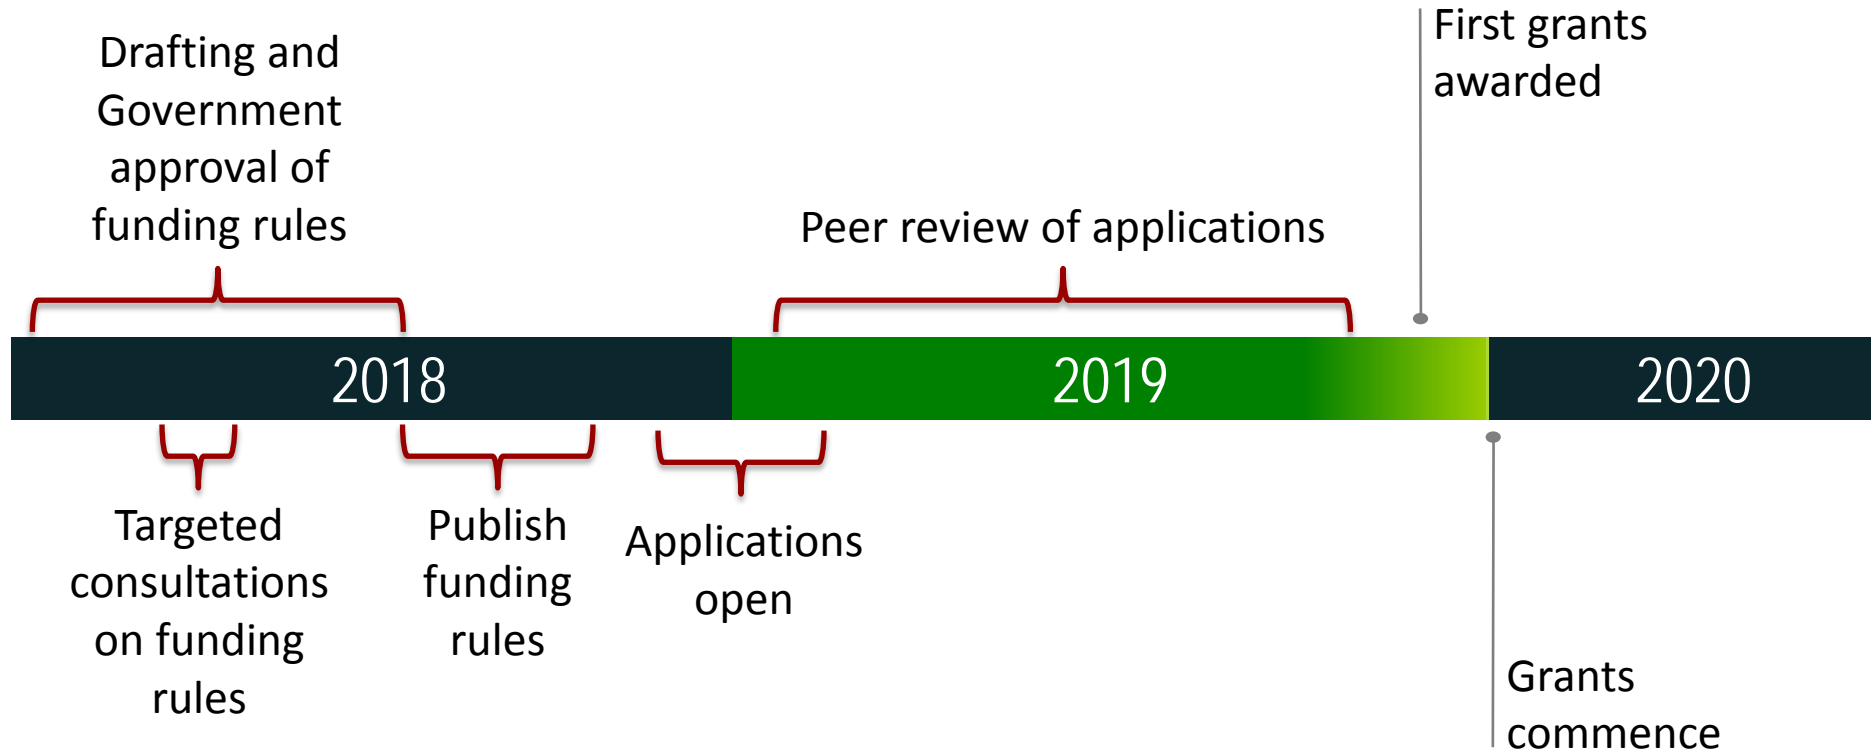 Drafting and
Government
approval of
funding rules
Peer review of applications
First grants
awarded
2018
2019
2020
Targeted
consultations
on funding
rules
Publish
funding
rules
Applications
open
Grants
commence